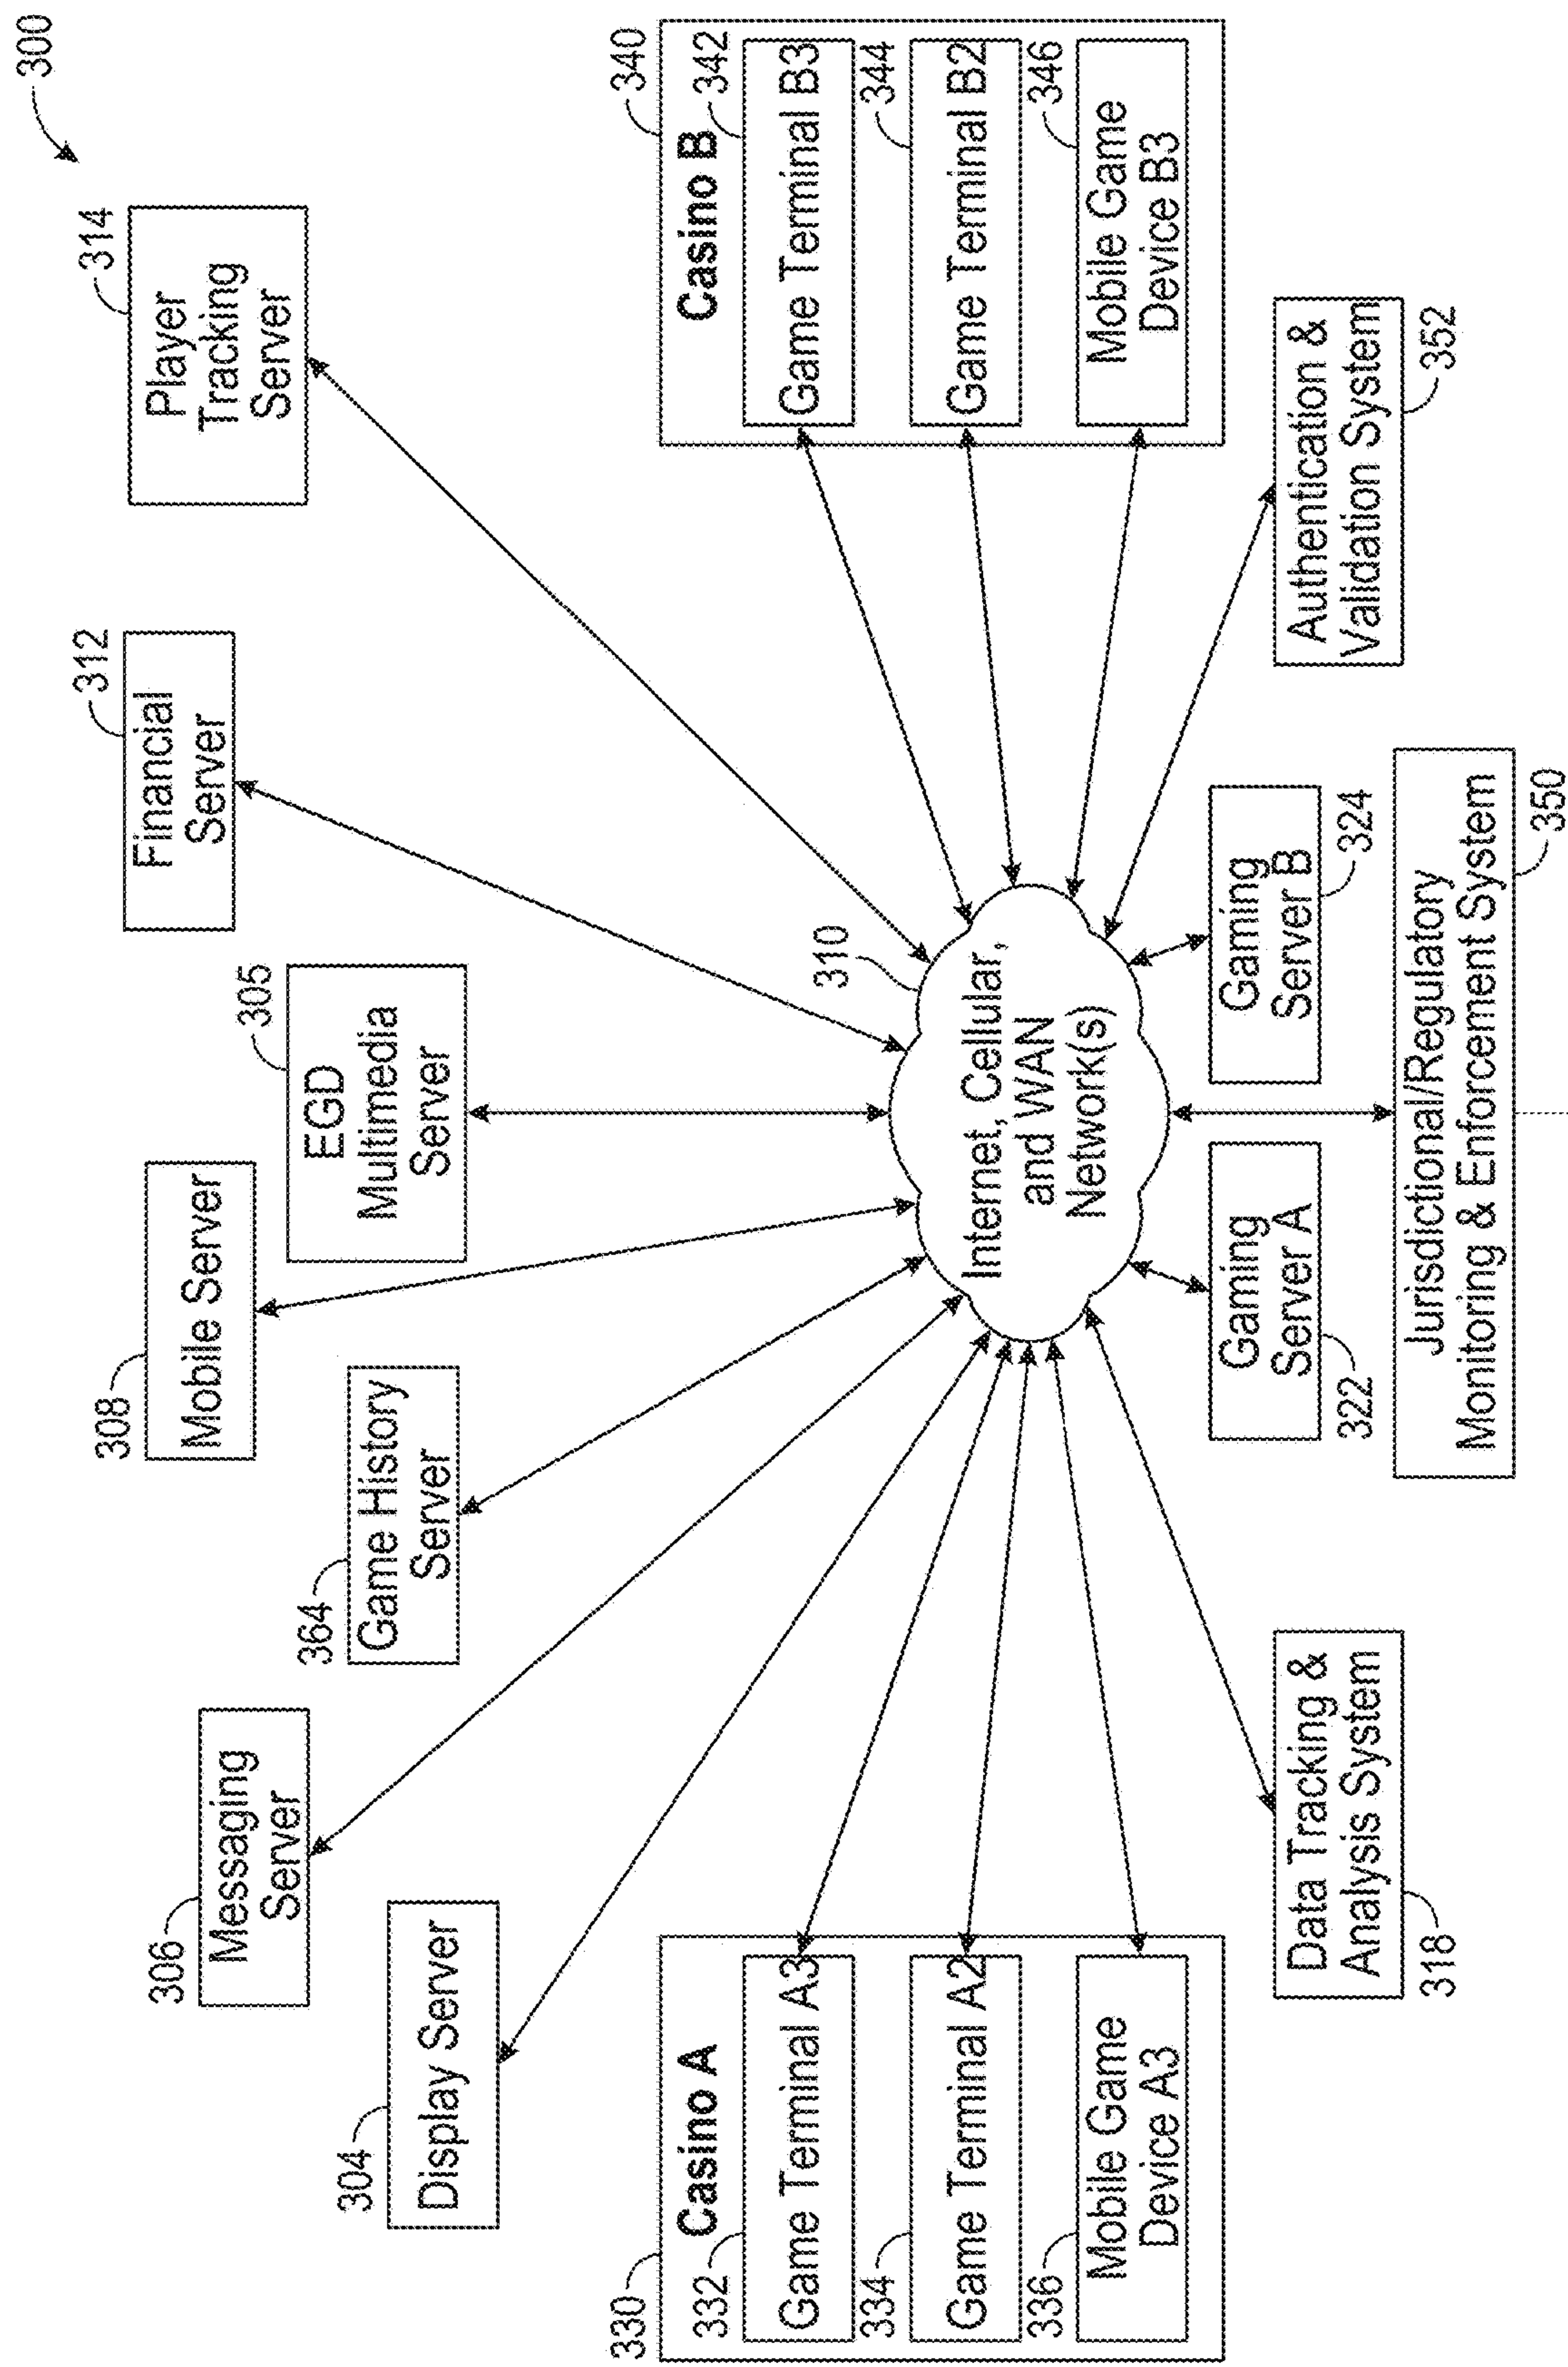 300
314
Player
Tracking
Server
312
Financial
Server
305
EGD
Multimedia
Server
308
Mobile Server
364
Game History
Server
306
Messaging
Server
304
Display Server
310
Internet, Cellular,
and WAN
Network(s)
330
Casino A
332
Game Terminal A3
334
Game Terminal A2
336
Mobile Game
Device A3
340
Casino B
342
Game Terminal B3
344
Game Terminal B2
346
Mobile Game
Device B3
318
Data Tracking &
Analysis System
322
Gaming
Server A
Gaming
Server B
324
Authentication &
Validation System
352
Jurisdictional/Regulatory
Monitoring & Enforcement System
350